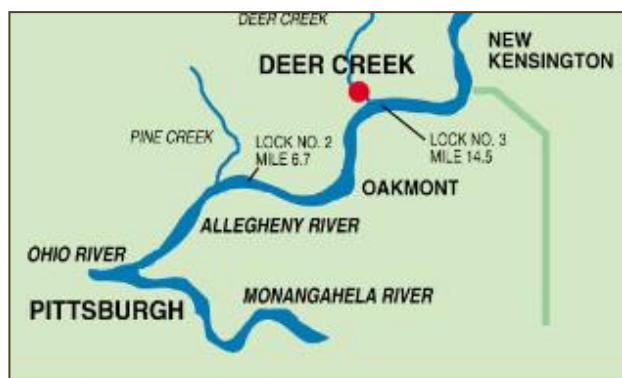 DEER CREEK
NEW
KENSINGTON
DEER CREEK
PINE CREEK
LOCK NO. 2
MILE 6.7
LOCK NO. 3
MILE 14.5
OAKMONT
ALLEGHENY RIVER
OHIO RIVER
PITTSBURGH
MONANGAHELA RIVER